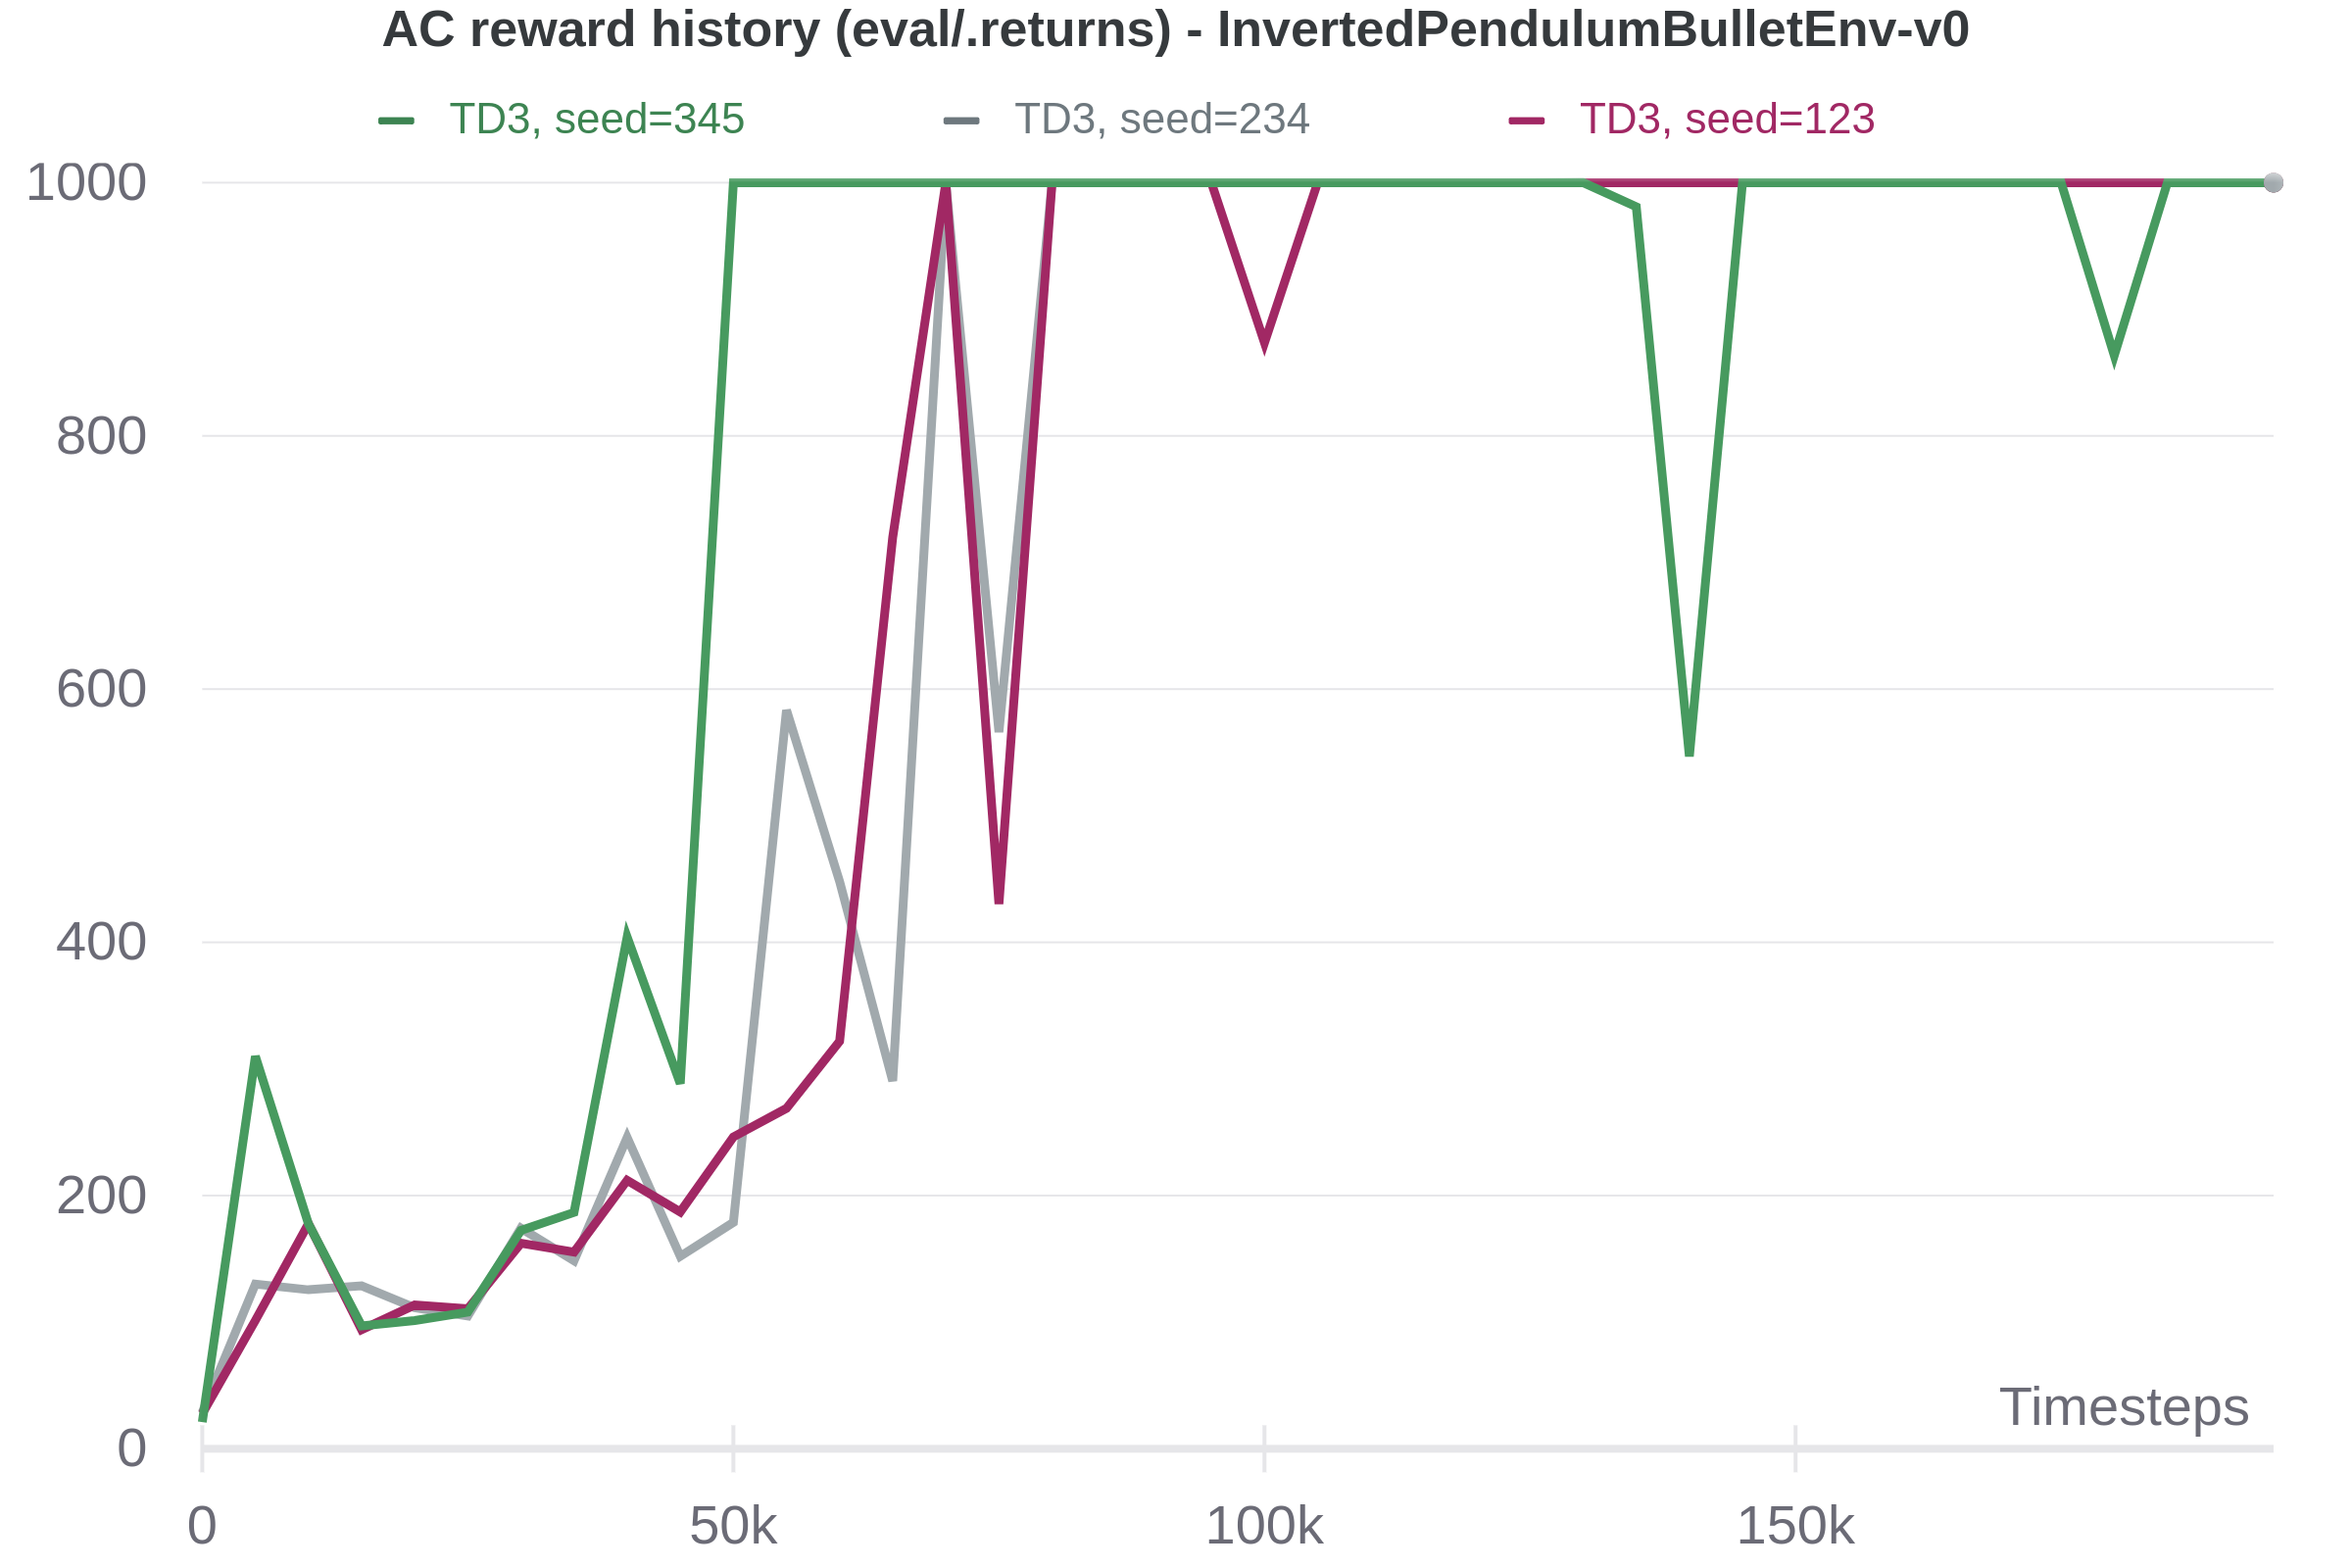 AC reward history (eval/.returns) - InvertedPendulumBulletEnv-v0
TD3, seed=345 TD3, seed=234 TD3, seed=123
1000
800
600
400
200
0
Timesteps
0 50k 100k 150k